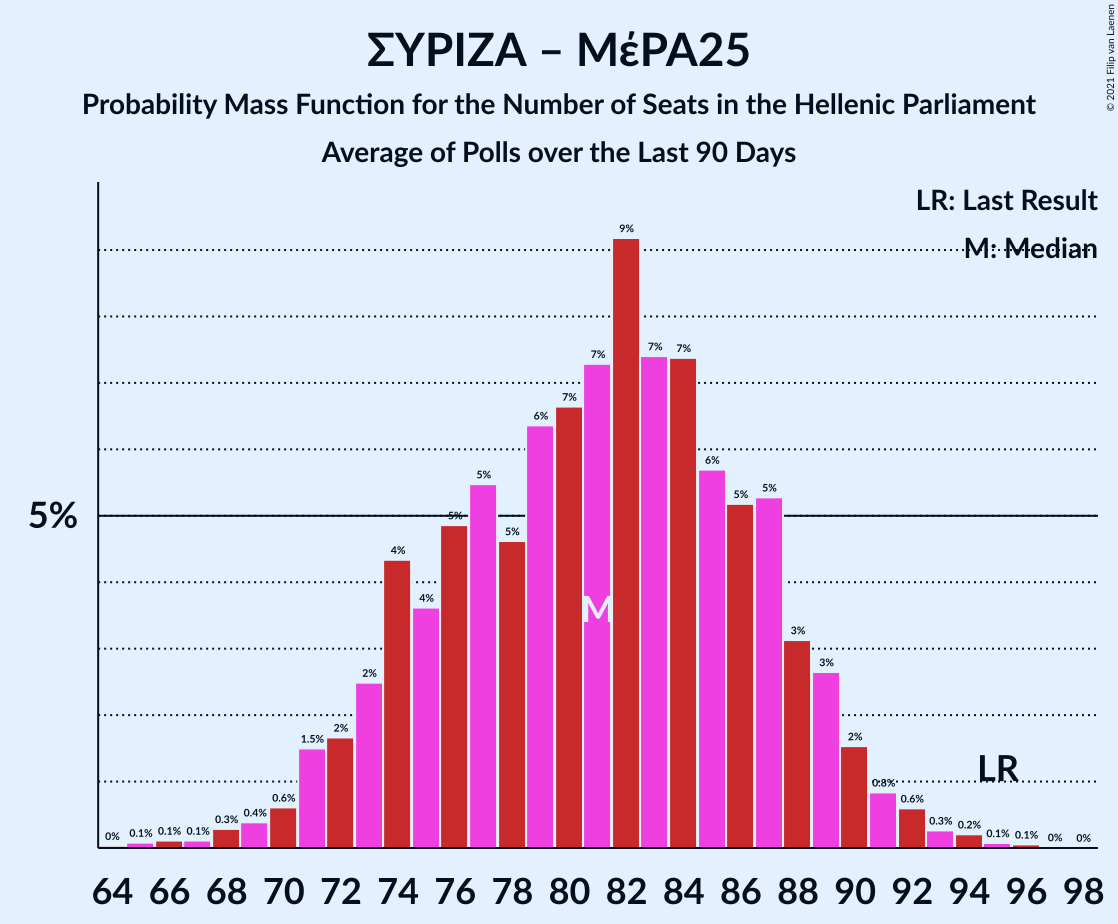 ΣΥΡΙΖΑ – ΜέΡΑ25
Probability Mass Function for the Number of Seats in the Hellenic Parliament
Average of Polls over the Last 90 Days
© 2021 Filip van Laenen
LR: Last Result
M: Median
5%
0% 0.1% 0.1% 0.1% 0.3% 0.4% 0.6% 1.5% 2% 2% 4% 4% 5% 5% 5% 6% 7% 7% 9% 7% 7% 6% 5% 5% 3% 3% 2% 0.8% 0.6% 0.3% 0.2% 0.1% 0.1% 0% 0%
M
LR
64 66 68 70 72 74 76 78 80 82 84 86 88 90 92 94 96 98